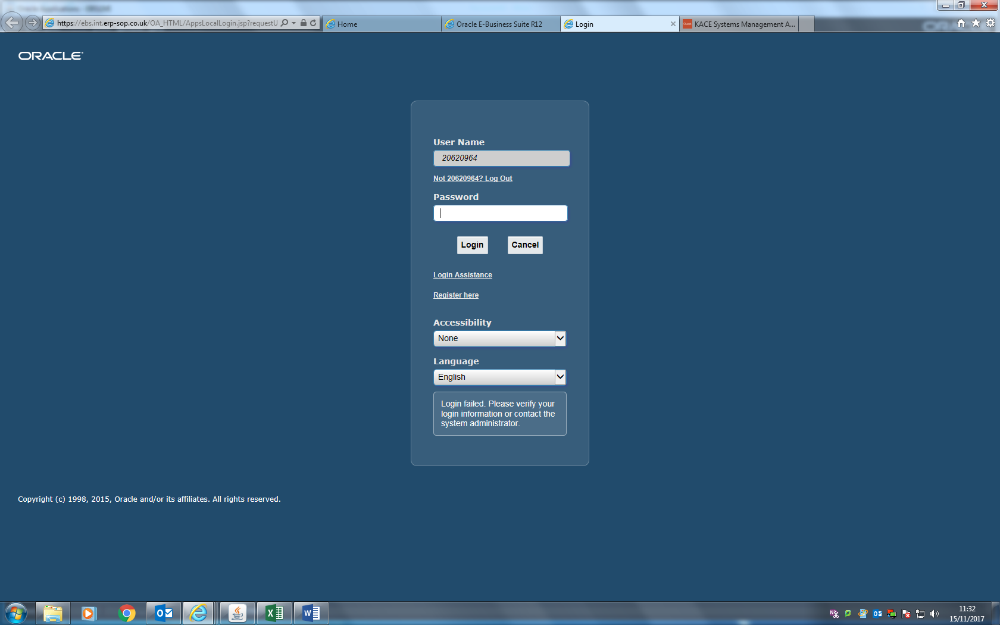 https://ebs.int.erp-sop.co.uk/OA_HTML/AppsLocalLogin.jsp?requestU
Home
Oracle E-Business Suite R12
Login
KACE Systems Management A...
ORACLE
User Name
20620964
Not 20620964? Log Out
Password
Login Cancel
Login Assistance
Register here
Accessibility
None
Language
English
Login failed. Please verify your
login information or contact the
system administrator.
Copyright (c) 1998, 2015, Oracle and/or its affiliates. All rights reserved.
11:32
15/11/2017